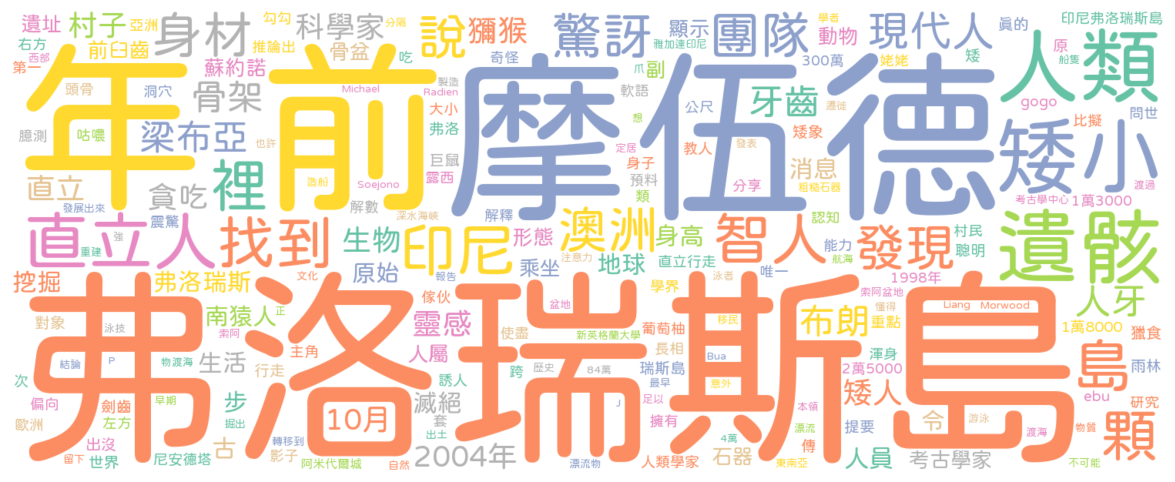 遺址 村子 亞洲 勾勾 科學家 說 獼猴 驚訝 團隊 顯示 學者 現代人 真的 印尼弗洛瑞斯島
右方 前臼齒 身材 推論出 骨盆 吃 奇怪 雅加達印尼 動物 姥姥 原 船隻
西部 第一 蘇約諾 分隔 製造 爪 副 300萬 矮 人類
頭骨 洞穴 骨架 Michael Radien 軟語 牙齒 gogo 問世
臆測 咕噥 梁布亞 年前 大小 弗洛 摩伍德 公尺 矮象 遷徙 比擬 矮小
也許 巨鼠 想 教人 發表
直立 貪吃 裡 造船 Soejono 露西 定居 身子 預料 消息 粗糙石器 渡過
發展出來 解數 深水海峽 類 分享 考古學中心 1萬3000
震驚 解釋 認知 村民
直立人 找到 生物 印尼 形態 澳洲 身高 智人 發現 遺骸
重建 強 注意力 地球 直立行走 能力 聰明
挖掘 弗洛瑞斯 原始 文化 報告 乘坐 學界 泳者 唯一 航海 1998年 人牙
南猿人 正 傢伙 盆地 索阿盆地 懂得
對象 泳技 索阿 靈感 使盡 新英格蘭大學 葡萄柚 移民 布朗 重點 Liang Morwood 1萬8000 獵食
弗洛瑞斯島
結論 P 物渡海 生活 主角 人屬 跨 歷史 長相 Bua 渾身 島 雨林
次 行走 誘人 84萬 瑞斯島 最早 意外 2萬5000 ebu
偏向 劍齒 早期 步 10月 滅絕 套 足以 J 擁有 本領 矮人 令 游泳 渡海 研究
歐洲 左方 掘出 古 出土 漂流 傳 提要 物質 顆
出沒 轉移到 2004年 石器 4萬
留下 世界 尼安德塔 影子 阿米代爾城 自然 漂流物 人類學家 東南亞 人員 考古學家 不可能